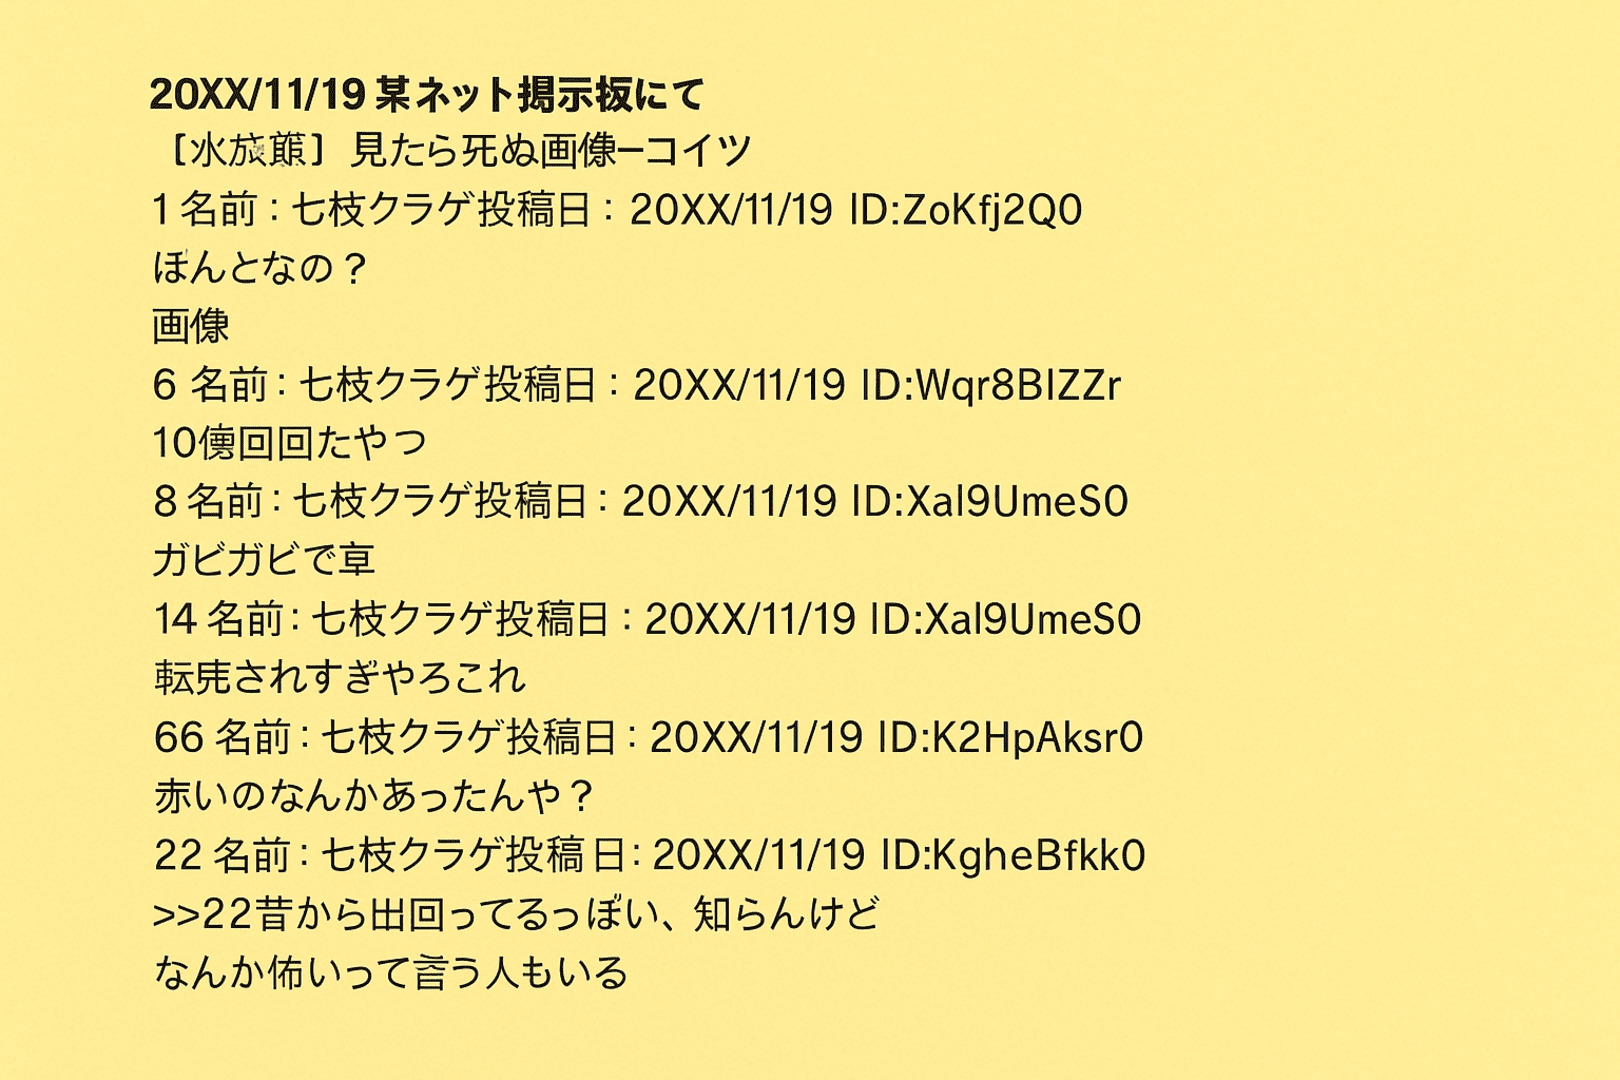 20XX/11/19 某ネット掲示板にて
見たら死ぬ画像ーコイツ
1 名前：七枝クラゲ投稿日：20XX/11/19 ID:ZoKfj2Q0
ほんとなの？
画像
6 名前：七枝クラゲ投稿日：20XX/11/19 ID:Wqr8BIZZr
10回回たやつ
8 名前：七枝クラゲ投稿日：20XX/11/19 ID:Xal9UmeS0
ガビガビで草
14 名前：七枝クラゲ投稿日：20XX/11/19 ID:Xal9UmeS0
転されすぎやろこれ
66 名前：七枝クラゲ投稿日：20XX/11/19 ID:K2HpAksr0
赤いのなんかあったんや？
22 名前：七枝クラゲ投稿日：20XX/11/19 ID:KgheBfkk0
>>22昔から出回ってるっぽい、知らんけど
なんか怖いって言う人もいる